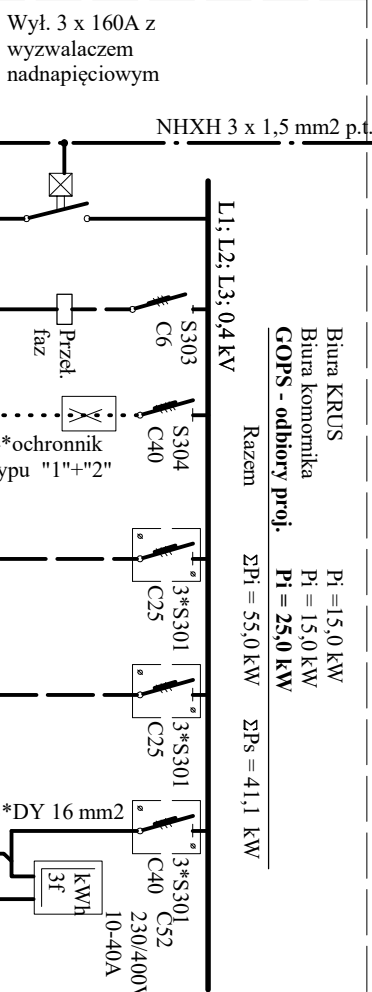 Wył. 3 x 160A z
wyzwalaczem
nadnapięciowym
NHXH 3 x 1,5 mm2 p.t.
L1; L2; L3; 0,4 kV
Biura KRUS Pi =15,0 kW
Biura komornika Pi = 15,0 kW
GOPS - odbiory proj. Pi = 25,0 kW
Razem ΣPi = 55,0 kW ΣPs = 41,1 kW
S303
C6
Przeł.
faz
S304
C40
*ochronnik
ypu "1"+"2"
3*S301
C25
3*S301
C25
*DY 16 mm2
3*S301
C40
kWh
3f
C52
230/400V
10-40A